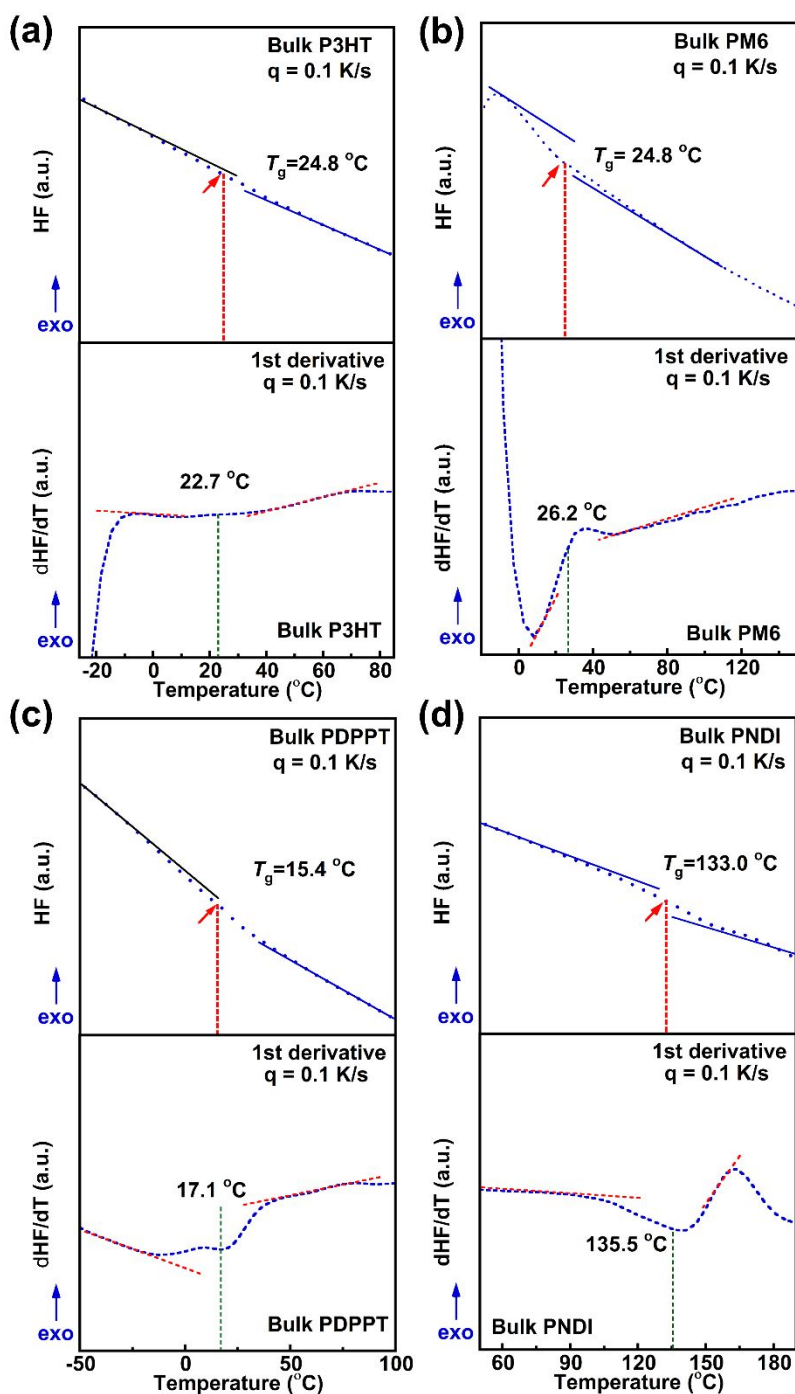 (a)
Bulk P3HT
q = 0.1 K/s
Tg=24.8 °C
HF (a.u.)
exo
1st derivative
q = 0.1 K/s
22.7 °C
dHF/dT (a.u.)
exo
Bulk P3HT
-20 0 20 40 60 80
Temperature (°C)
(b)
Bulk PM6
q = 0.1 K/s
Tg= 24.8 °C
HF (a.u.)
exo
1st derivative
q = 0.1 K/s
26.2 °C
dHF/dT (a.u.)
exo
Bulk PM6
0 40 80 120
Temperature (°C)
(c)
Bulk PDPPT
q = 0.1 K/s
Tg=15.4 °C
HF (a.u.)
exo
1st derivative
q = 0.1 K/s
17.1 °C
dHF/dT (a.u.)
exo
Bulk PDPPT
-50 0 50 100
Temperature (°C)
(d)
Bulk PNDI
q = 0.1 K/s
Tg=133.0 °C
HF (a.u.)
exo
1st derivative
q = 0.1 K/s
135.5 °C
dHF/dT (a.u.)
exo
Bulk PNDI
60 90 120 150 180
Temperature (°C)